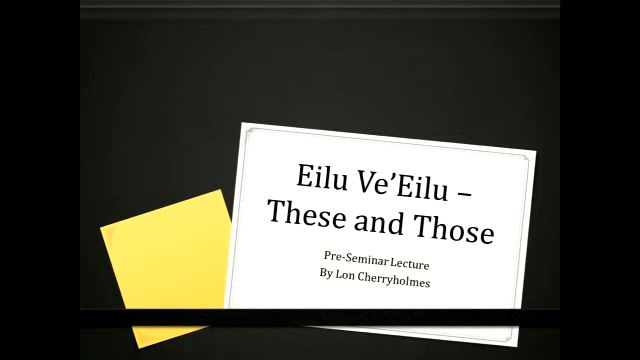 Eilu Ve’Eilu –
These and Those
Pre-Seminar Lecture
By Lon Cherryholmes